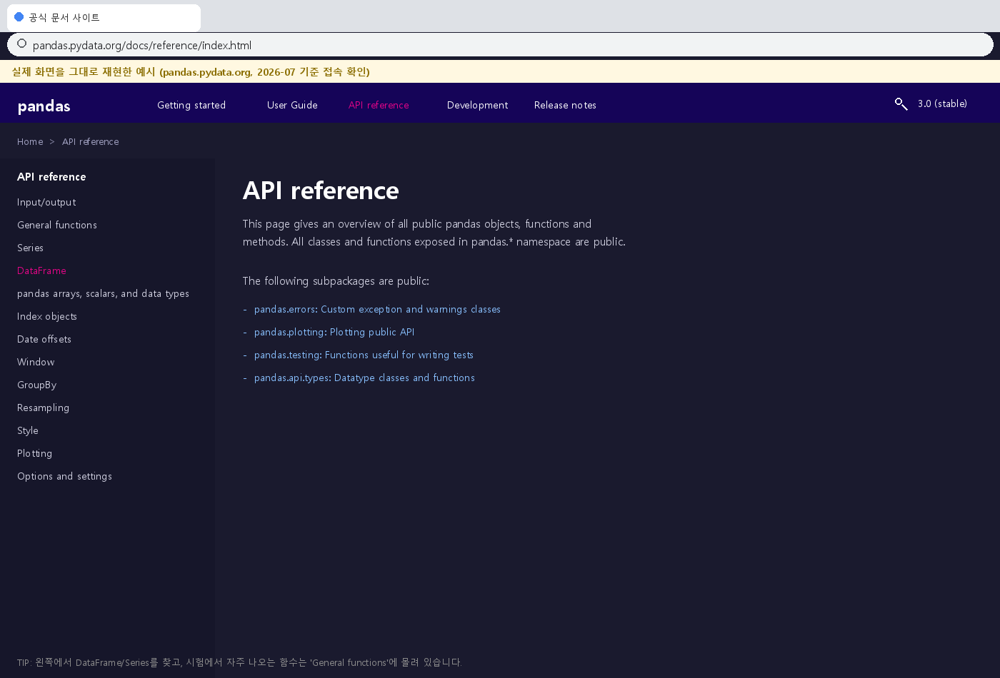 공식 문서 사이트
pandas.pydata.org/docs/reference/index.html
실제 화면을 그대로 재현한 예시 (pandas.pydata.org, 2026-07 기준 접속 확인)
pandas Getting started User Guide API reference Development Release notes 3.0 (stable)
Home > API reference
API reference
Input/output
General functions
Series
DataFrame
pandas arrays, scalars, and data types
Index objects
Date offsets
Window
GroupBy
Resampling
Style
Plotting
Options and settings
API reference
This page gives an overview of all public pandas objects, functions and
methods. All classes and functions exposed in pandas.* namespace are public.
The following subpackages are public:
- pandas.errors: Custom exception and warnings classes
- pandas.plotting: Plotting public API
- pandas.testing: Functions useful for writing tests
- pandas.api.types: Datatype classes and functions
TIP: 왼쪽에서 DataFrame/Series를 찾고, 시험에서 자주 나오는 함수는 'General functions'에 몰려 있습니다.